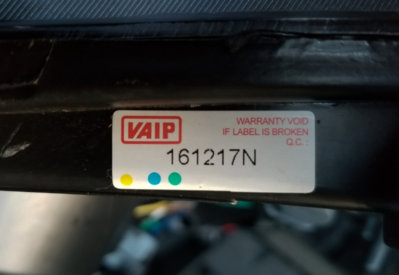 VAIP
WARRANTY VOID
IF LABEL IS BROKEN
Q.C. :
161217N